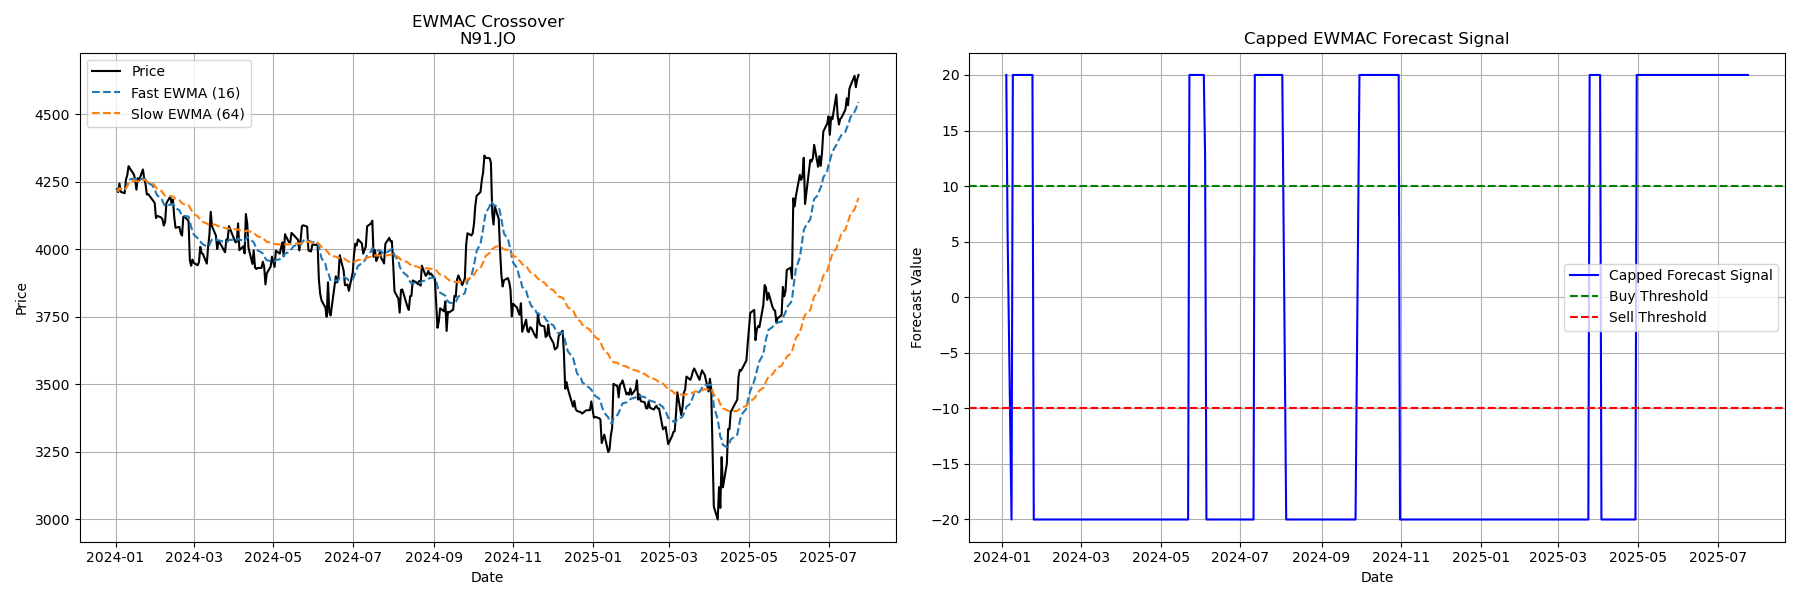 EWMAC Crossover
N91.JO
Price
Fast EWMA (16)
Slow EWMA (64)
4500
4250
4000
3750
3500
3250
3000
Price
2024-01
2024-03
2024-05
2024-07
2024-09
2024-11
2025-01
2025-03
2025-05
2025-07
Date
Capped EWMAC Forecast Signal
20
15
10
5
0
−5
−10
−15
−20
Forecast Value
Capped Forecast Signal
Buy Threshold
Sell Threshold
2024-01
2024-03
2024-05
2024-07
2024-09
2024-11
2025-01
2025-03
2025-05
2025-07
Date